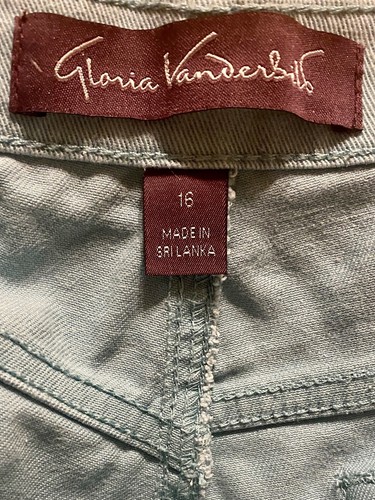 Gloria Vanderbilt
16
MADE IN
SRI LANKA